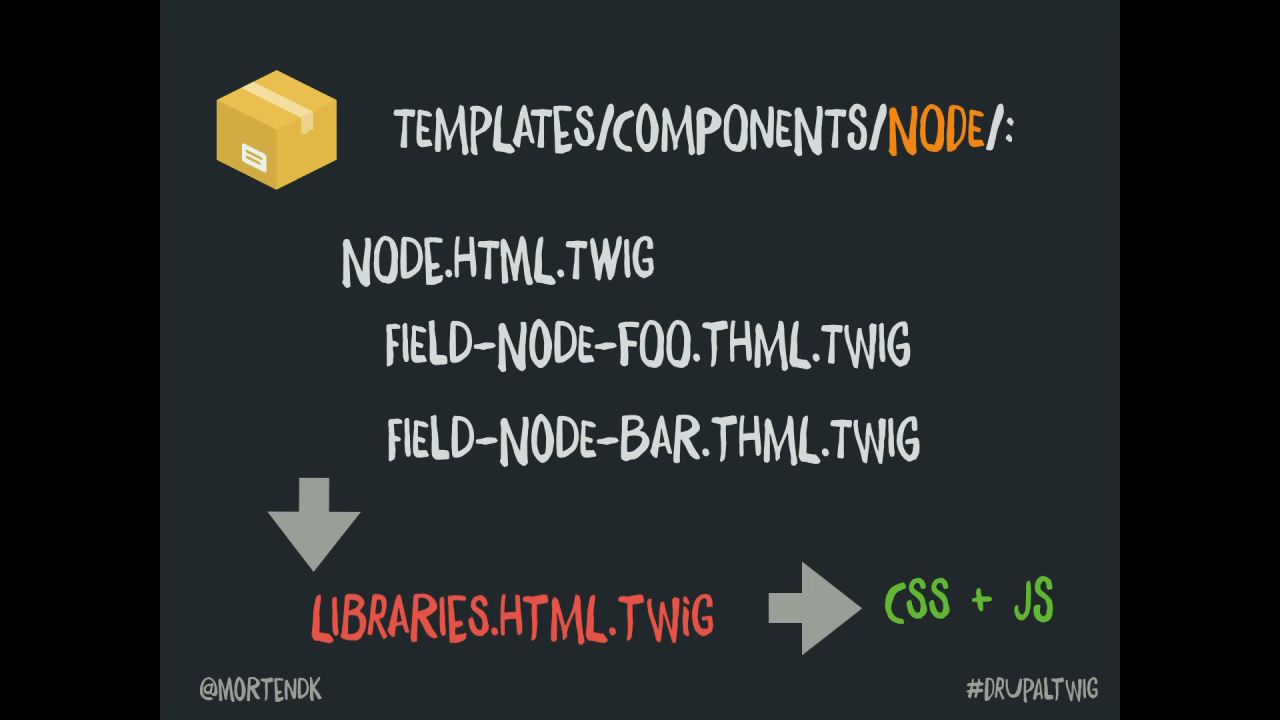 TEMPLATES/COMPONENTS/NODE/:
NODE.HTML.TWIG
FIELD-NODE-FOO.THML.TWIG
FIELD-NODE-BAR.THML.TWIG
LIBRARIES.HTML.TWiG
CSS + JS
@MORTENDK
#DRUPALTWIG